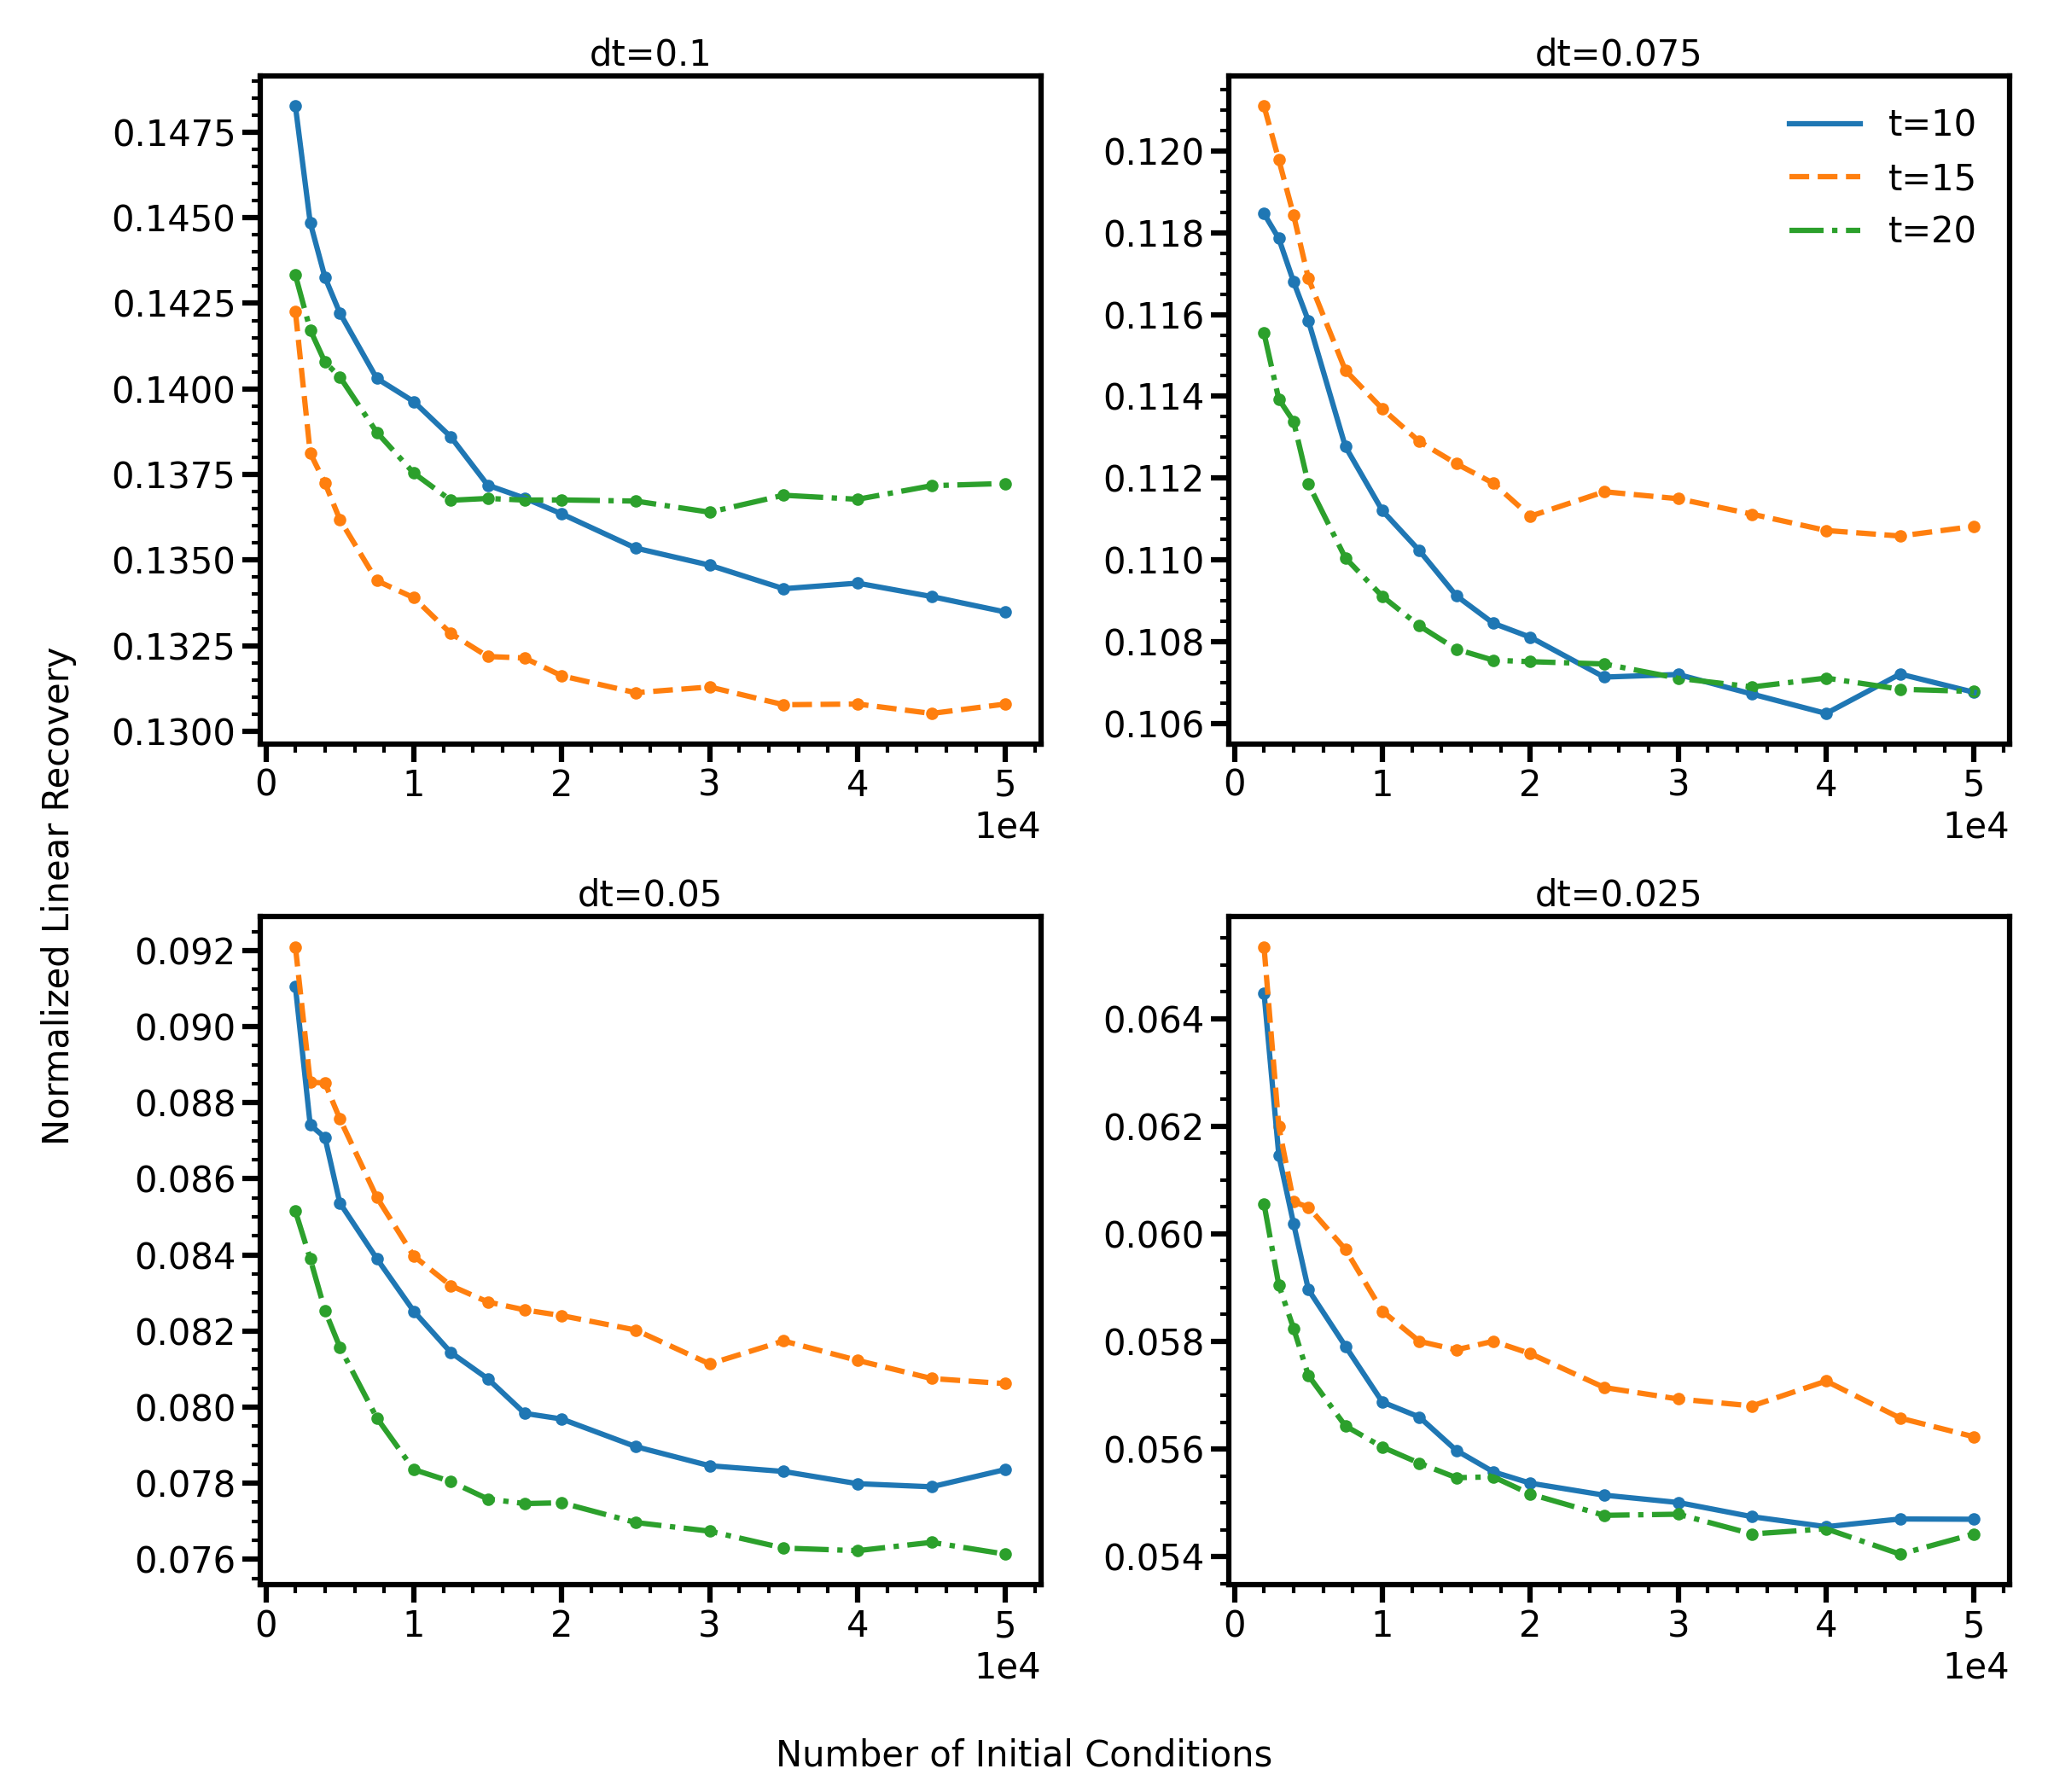 dt=0.1
0.1475
0.1450
0.1425
0.1400
0.1375
0.1350
0.1325
0.1300
0 1 2 3 4 5
1e4
dt=0.075
0.120
0.118
0.116
0.114
0.112
0.110
0.108
0.106
0 1 2 3 4 5
1e4
t=10
t=15
t=20
Normalized Linear Recovery
dt=0.05
0.092
0.090
0.088
0.086
0.084
0.082
0.080
0.078
0.076
0 1 2 3 4 5
1e4
dt=0.025
0.064
0.062
0.060
0.058
0.056
0.054
0 1 2 3 4 5
1e4
Number of Initial Conditions